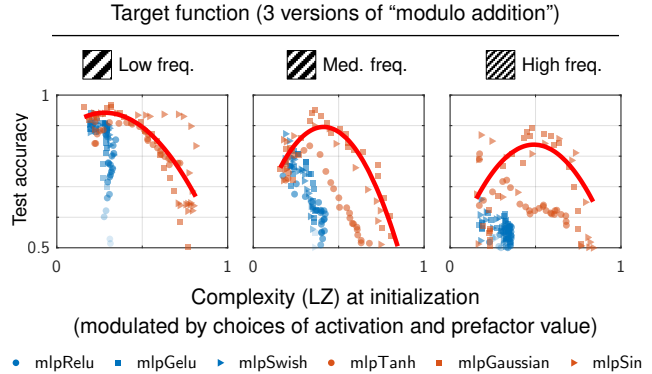 Target function (3 versions of “modulo addition”)
Low freq. Med. freq. High freq.
1
Test accuracy
0.5
0 1 0 1 0 1
Complexity (LZ) at initialization
(modulated by choices of activation and prefactor value)
mlpRelu mlpGelu mlpSwish mlpTanh mlpGaussian mlpSin